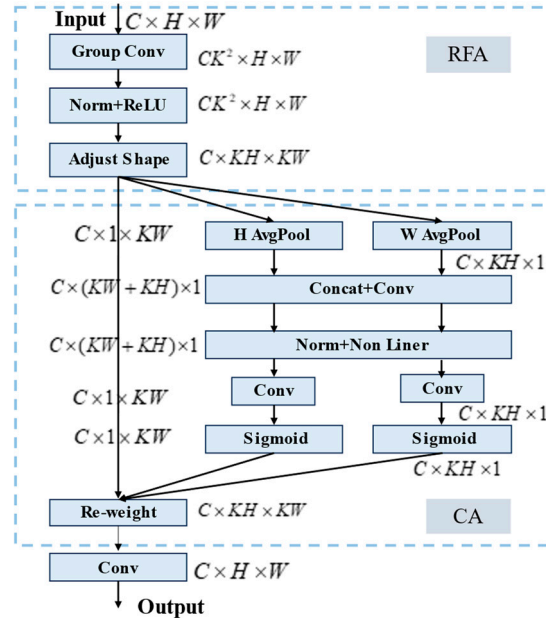 Input C×H×W
Group Conv CK²×H×W RFA
Norm+ReLU CK²×H×W
Adjust Shape C×KH×KW
C×1×KW H AvgPool W AvgPool
C×KH×1
C×(KW+KH)×1 Concat+Conv
C×(KW+KH)×1 Norm+Non Liner
C×1×KW Conv Conv
C×KH×1
C×1×KW Sigmoid Sigmoid
C×KH×1
Re-weight C×KH×KW CA
Conv C×H×W
Output